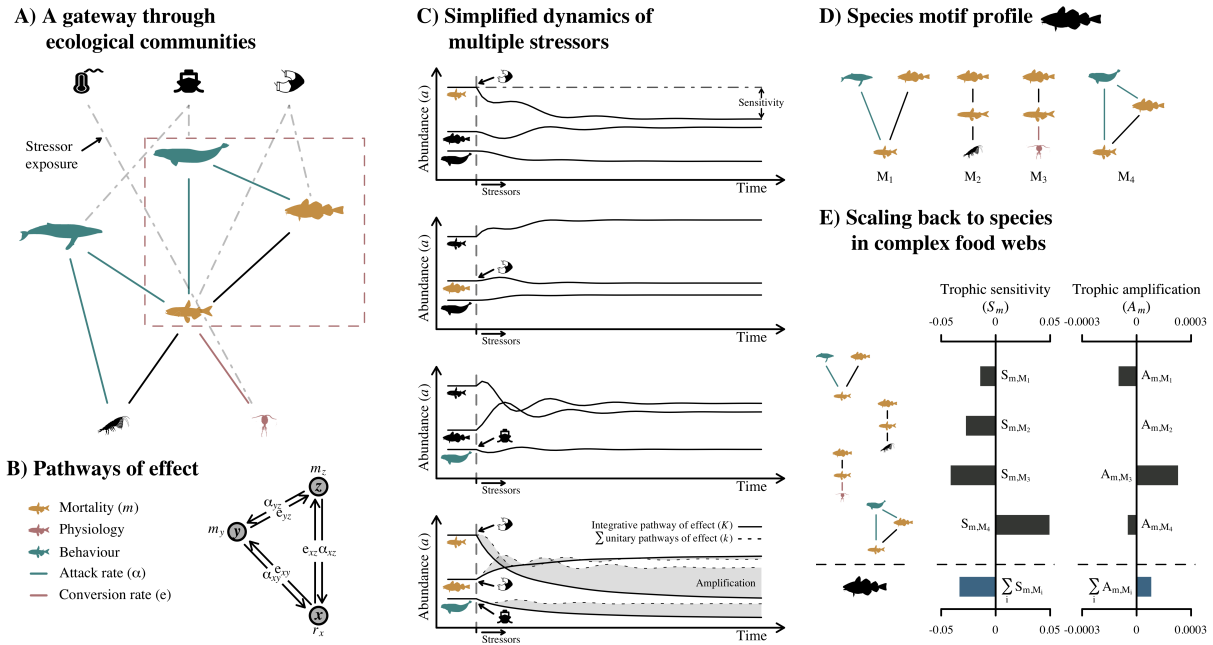 A) A gateway through
ecological communities
Stressor
exposure
B) Pathways of effect
Mortality (m)
Physiology
Behaviour
Attack rate (α)
Conversion rate (e)
m_z
z
α_yz
e_yz
m_y
y
e_xz α_xz
e_xy
α_xy
x
r_x
C) Simplified dynamics of
multiple stressors
Abundance (a)
Sensitivity
Time
Stressors
Abundance (a)
Time
Stressors
Abundance (a)
Time
Stressors
Abundance (a)
Integrative pathway of effect (K)
∑unitary pathways of effect (k)
Amplification
Time
Stressors
D) Species motif profile
M₁ M₂ M₃ M₄
E) Scaling back to species
in complex food webs
Trophic sensitivity
(S_m)
-0.05 0 0.05
Trophic amplification
(A_m)
-0.0003 0 0.0003
S_m,M₁ A_m,M₁
S_m,M₂ A_m,M₂
S_m,M₃ A_m,M₃
S_m,M₄ A_m,M₄
∑_i S_m,M_i ∑_i A_m,M_i
-0.05 0 0.05 -0.0003 0 0.0003